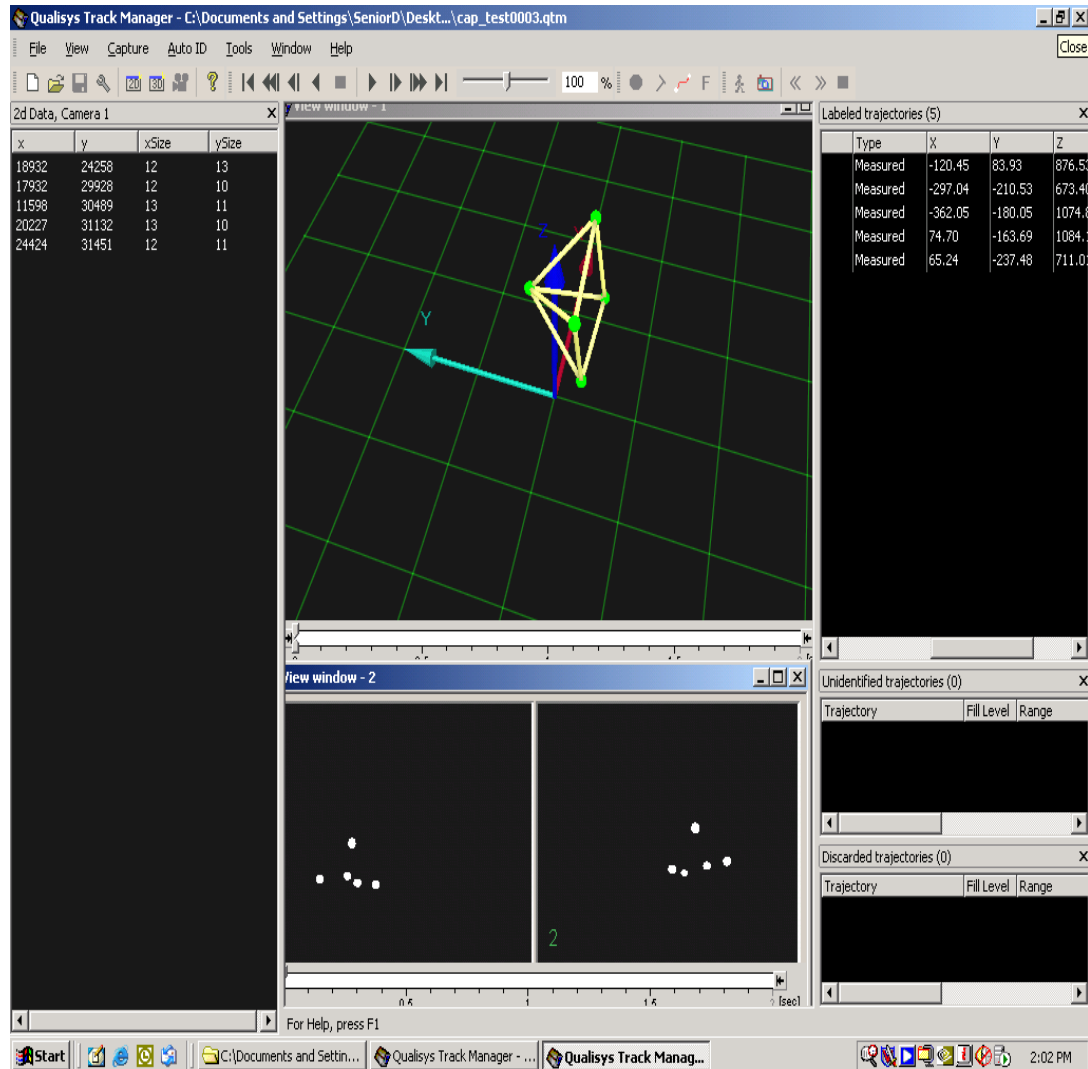 Qualisys Track Manager - C:\Documents and Settings\SeniorD\Deskt...\cap_test0003.qtm
File View Capture Auto ID Tools Window Help
Close
2D 3D 100 % F
2d Data, Camera 1
x y xSize ySize
18932 24258 12 13
17932 29928 12 10
11598 30489 13 11
20227 31132 13 10
24424 31451 12 11
View window - 1
Z
Y
Labeled trajectories (5)
Type X Y Z
Measured -120.45 83.93 876.53
Measured -297.04 -210.53 673.40
Measured -362.05 -180.05 1074.8
Measured 74.70 -163.69 1084.1
Measured 65.24 -237.48 711.01
View window - 2
2
0.5 1 1.5 2 [sec]
Unidentified trajectories (0)
Trajectory Fill Level Range
Discarded trajectories (0)
Trajectory Fill Level Range
For Help, press F1
Start C:\Documents and Settin... Qualisys Track Manager - ... Qualisys Track Manag... 2:02 PM